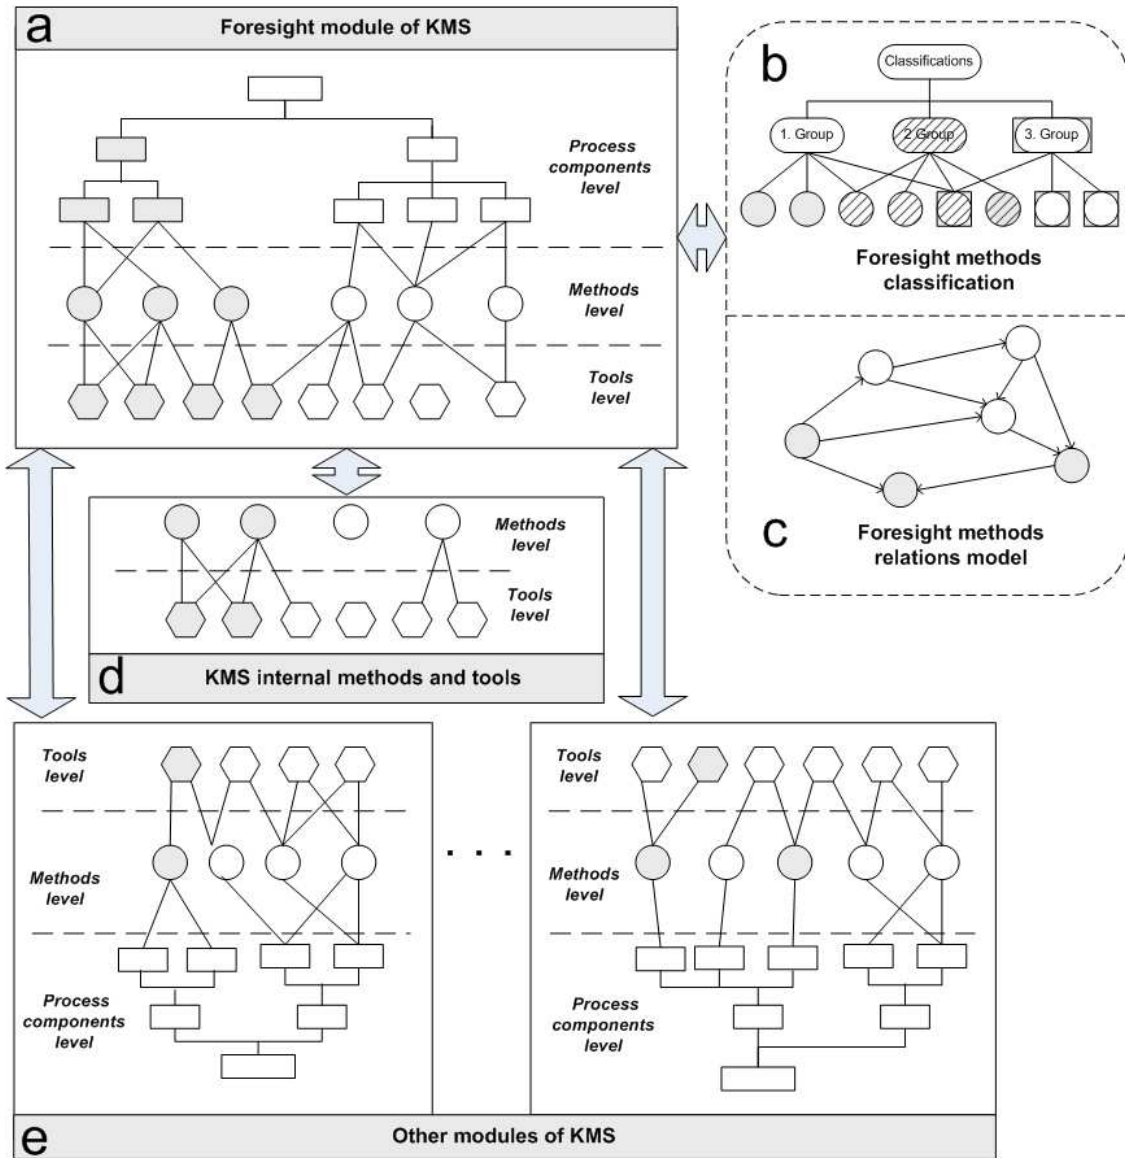 a
Foresight module of KMS
Process
components
level
Methods
level
Tools
level
b
Classifications
1. Group
2 Group
3. Group
Foresight methods
classification
c
Foresight methods
relations model
Methods
level
Tools
level
d
KMS internal methods and tools
Tools
level
Methods
level
Process
components
level
. . .
Tools
level
Methods
level
Process
components
level
e
Other modules of KMS